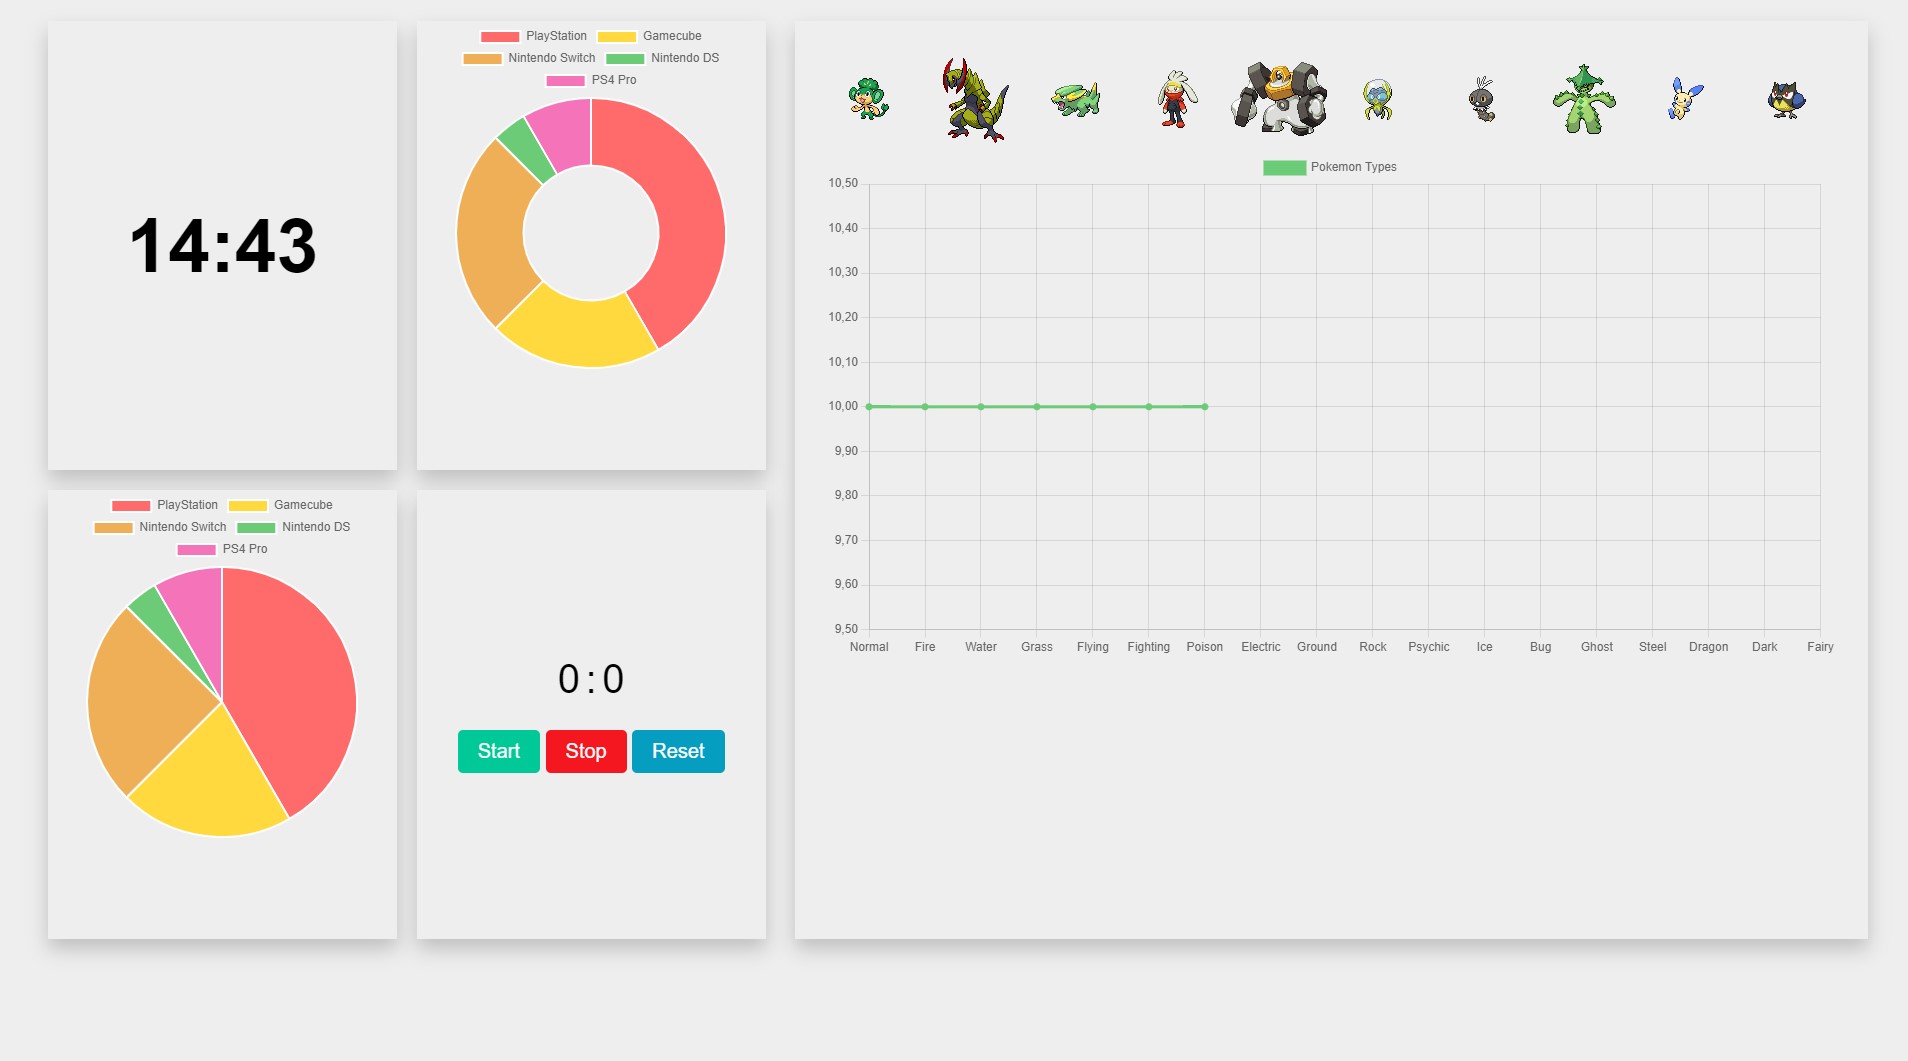 14:43
PlayStation Gamecube
Nintendo Switch Nintendo DS
PS4 Pro
PlayStation Gamecube
Nintendo Switch Nintendo DS
PS4 Pro
0:0
Start Stop Reset
Pokemon Types
10,50
10,40
10,30
10,20
10,10
10,00
9,90
9,80
9,70
9,60
9,50
Normal Fire Water Grass Flying Fighting Poison Electric Ground Rock Psychic Ice Bug Ghost Steel Dragon Dark Fairy